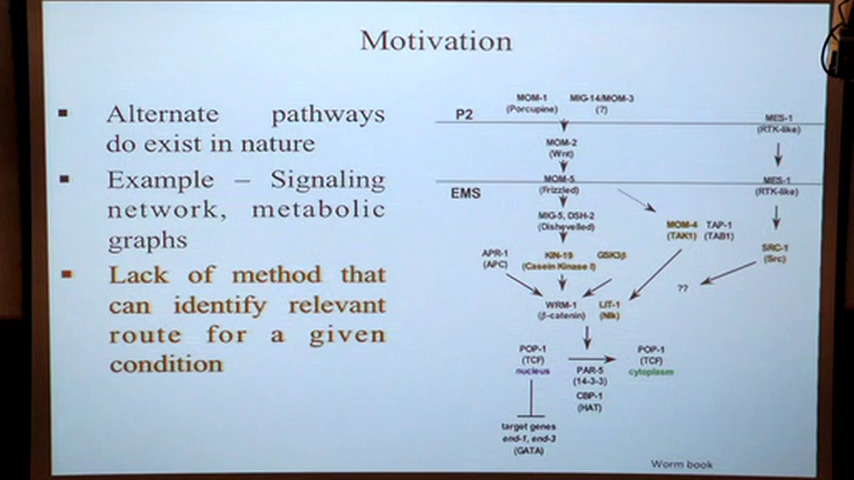 Motivation
▪ Alternate pathways
do exist in nature
▪ Example – Signaling
network, metabolic
graphs
▪ Lack of method that
can identify relevant
route for a given
condition
P2
MOM-1
(Porcupine)
MIG-14/MOM-3
(?)
MES-1
(RTK-like)
MOM-2
(Wnt)
EMS
MOM-5
(Frizzled)
MES-1
(RTK-like)
MIG-5, DSH-2
(Dishevelled)
MOM-4
(TAK1)
TAP-1
(TAB1)
APR-1
(APC)
KIN-19
(Casein Kinase I)
GSK3β
SRC-1
(Src)
??
WRM-1
(β-catenin)
LIT-1
(Nlk)
POP-1
(TCF)
nucleus
PAR-5
(14-3-3)
CBP-1
(HAT)
POP-1
(TCF)
cytoplasm
target genes
end-1, end-3
(GATA)
Worm book